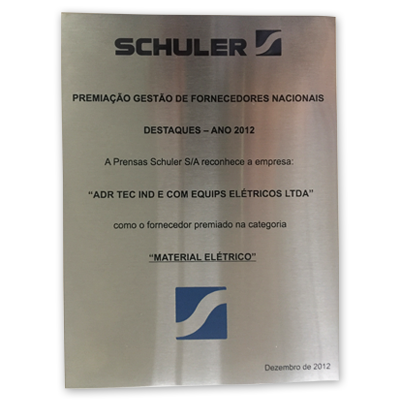 SCHULER
PREMIAÇÃO GESTÃO DE FORNECEDORES NACIONAIS
DESTAQUES – ANO 2012
A Prensas Schuler S/A reconhece a empresa:
“ADR TEC IND E COM EQUIPS ELÉTRICOS LTDA”
como o fornecedor premiado na categoria
“MATERIAL ELÉTRICO”
Dezembro de 2012